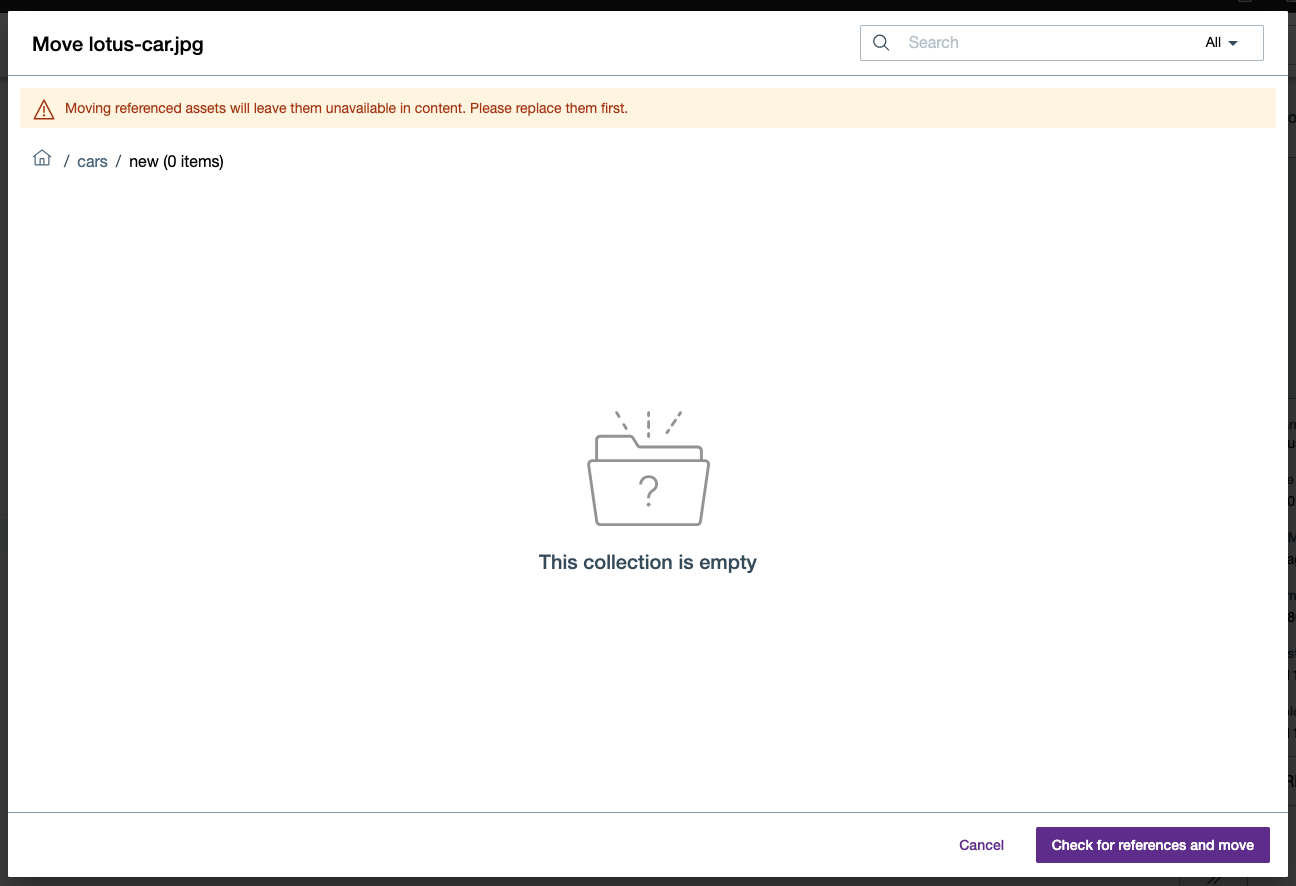 Move lotus-car.jpg
Search
All
Moving referenced assets will leave them unavailable in content. Please replace them first.
/ cars / new (0 items)
?
This collection is empty
Cancel
Check for references and move